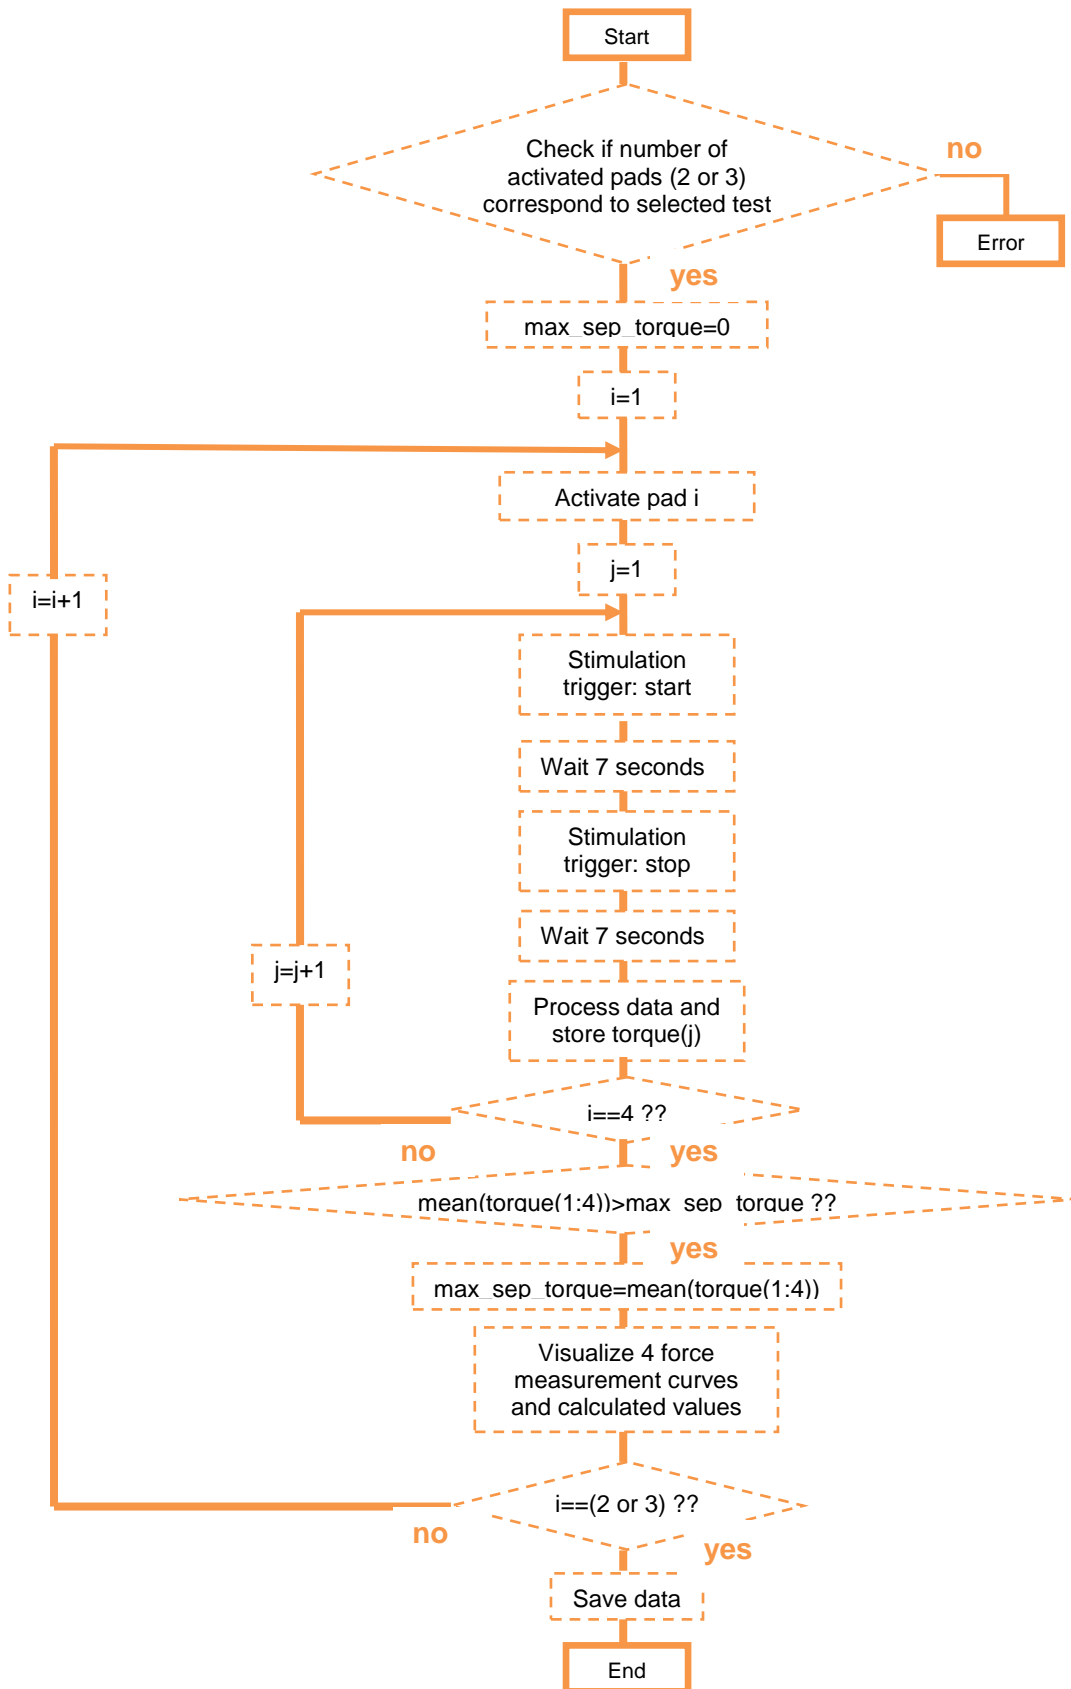 Start
Check if number of
activated pads (2 or 3)
correspond to selected test
no
Error
yes
max_sep_torque=0
i=1
Activate pad i
j=1
i=i+1
Stimulation
trigger: start
Wait 7 seconds
Stimulation
trigger: stop
Wait 7 seconds
j=j+1
Process data and
store torque(j)
j==4 ??
no
yes
mean(torque(1:4))>max_sep_torque ??
yes
max_sep_torque=mean(torque(1:4))
Visualize 4 force
measurement curves
and calculated values
i==(2 or 3) ??
no
yes
Save data
End